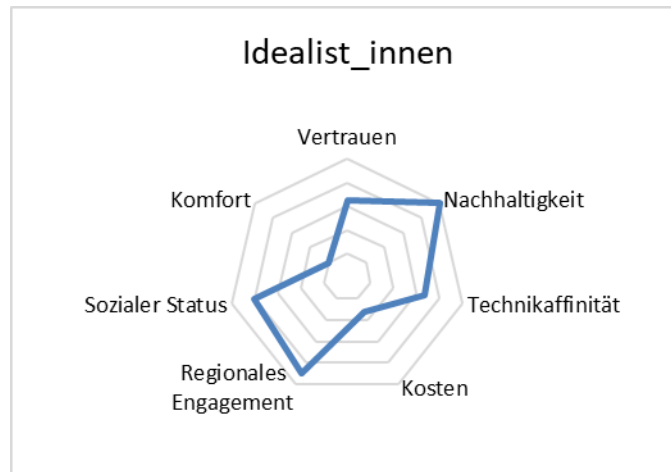 Idealist_innen
Vertrauen
Nachhaltigkeit
Technikaffinität
Kosten
Regionales
Engagement
Sozialer Status
Komfort